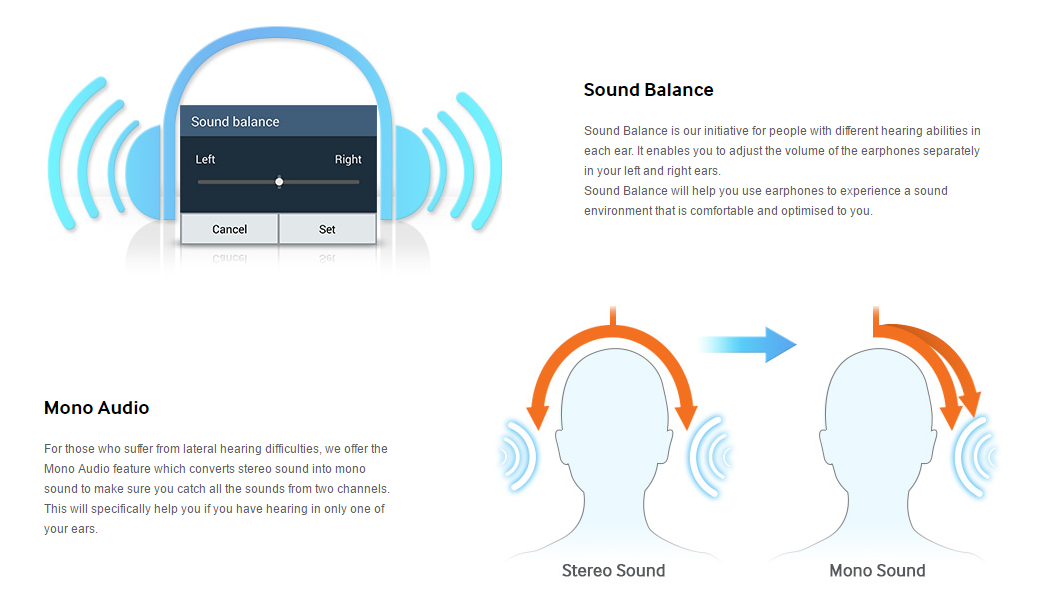 Sound balance
Left Right
Cancel Set
Sound Balance
Sound Balance is our initiative for people with different hearing abilities in
each ear. It enables you to adjust the volume of the earphones separately
in your left and right ears.
Sound Balance will help you use earphones to experience a sound
environment that is comfortable and optimised to you.
Mono Audio
For those who suffer from lateral hearing difficulties, we offer the
Mono Audio feature which converts stereo sound into mono
sound to make sure you catch all the sounds from two channels.
This will specifically help you if you have hearing in only one of
your ears.
Stereo Sound
Mono Sound